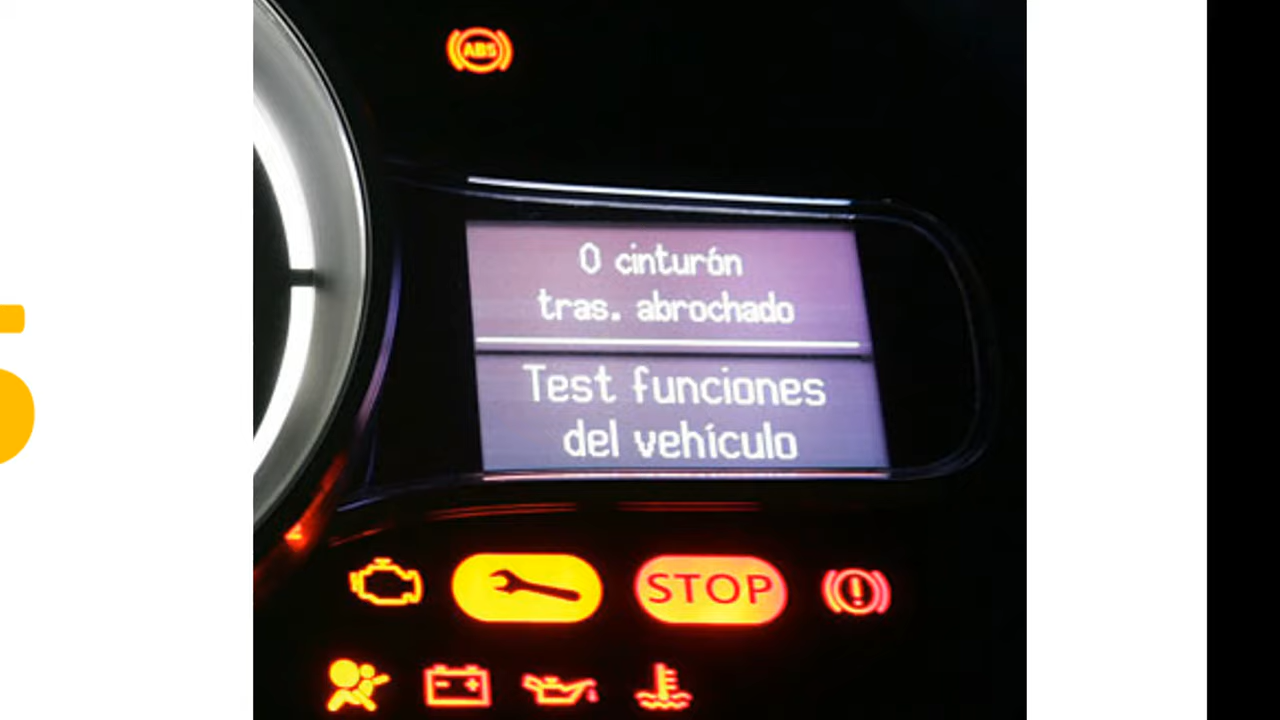 ABS
0 cinturón
tras. abrochado
Test funciones
del vehículo
STOP